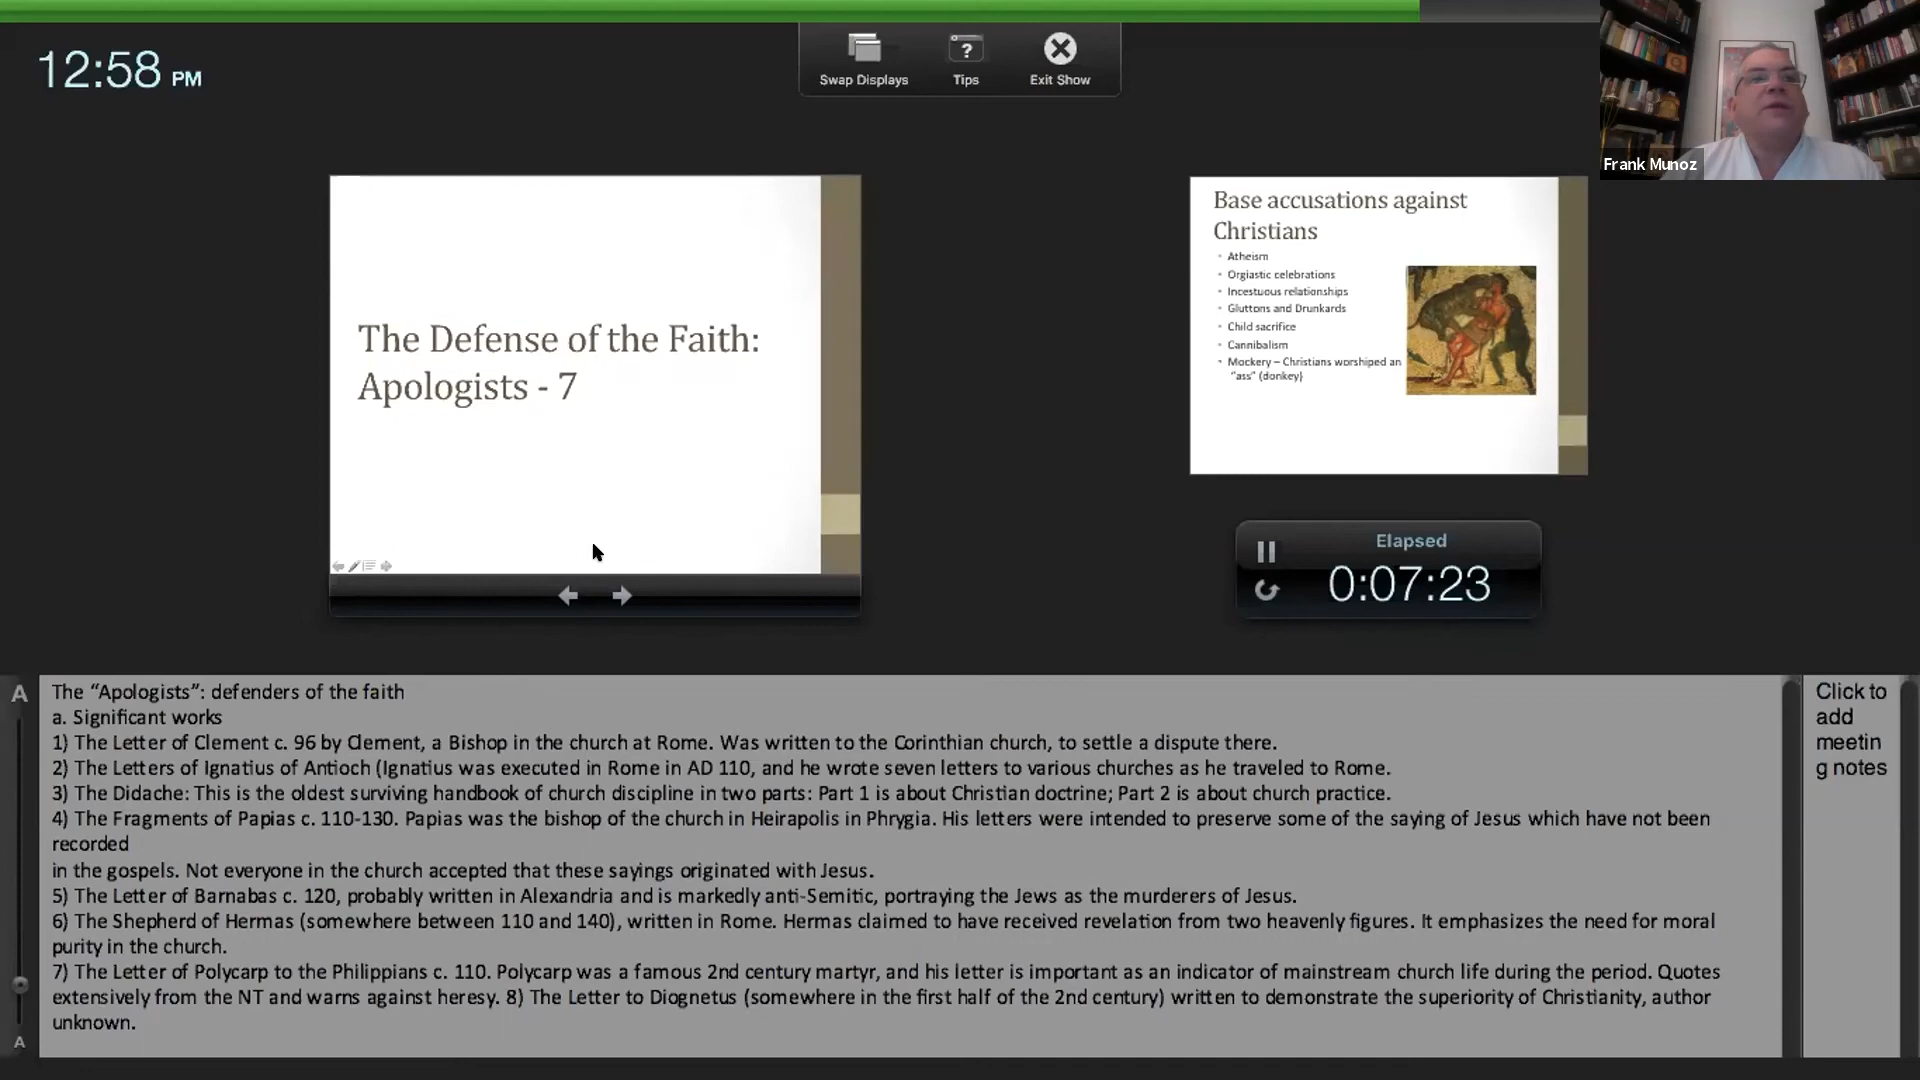 12:58 PM
Swap Displays
?
Tips
Exit Show
Frank Munoz
The Defense of the Faith:
Apologists - 7
Base accusations against
Christians
• Atheism
• Orgiastic celebrations
• Incestuous relationships
• Gluttons and Drunkards
• Child sacrifice
• Cannibalism
• Mockery – Christians worshiped an
"ass" (donkey)
Elapsed
0:07:23
A
The “Apologists”: defenders of the faith
a. Significant works
1) The Letter of Clement c. 96 by Clement, a Bishop in the church at Rome. Was written to the Corinthian church, to settle a dispute there.
2) The Letters of Ignatius of Antioch (Ignatius was executed in Rome in AD 110, and he wrote seven letters to various churches as he traveled to Rome.
3) The Didache: This is the oldest surviving handbook of church discipline in two parts: Part 1 is about Christian doctrine; Part 2 is about church practice.
4) The Fragments of Papias c. 110-130. Papias was the bishop of the church in Heirapolis in Phrygia. His letters were intended to preserve some of the saying of Jesus which have not been
recorded
in the gospels. Not everyone in the church accepted that these sayings originated with Jesus.
5) The Letter of Barnabas c. 120, probably written in Alexandria and is markedly anti-Semitic, portraying the Jews as the murderers of Jesus.
6) The Shepherd of Hermas (somewhere between 110 and 140), written in Rome. Hermas claimed to have received revelation from two heavenly figures. It emphasizes the need for moral
purity in the church.
7) The Letter of Polycarp to the Philippians c. 110. Polycarp was a famous 2nd century martyr, and his letter is important as an indicator of mainstream church life during the period. Quotes
extensively from the NT and warns against heresy. 8) The Letter to Diognetus (somewhere in the first half of the 2nd century) written to demonstrate the superiority of Christianity, author
unknown.
A
Click to
add
meetin
g notes